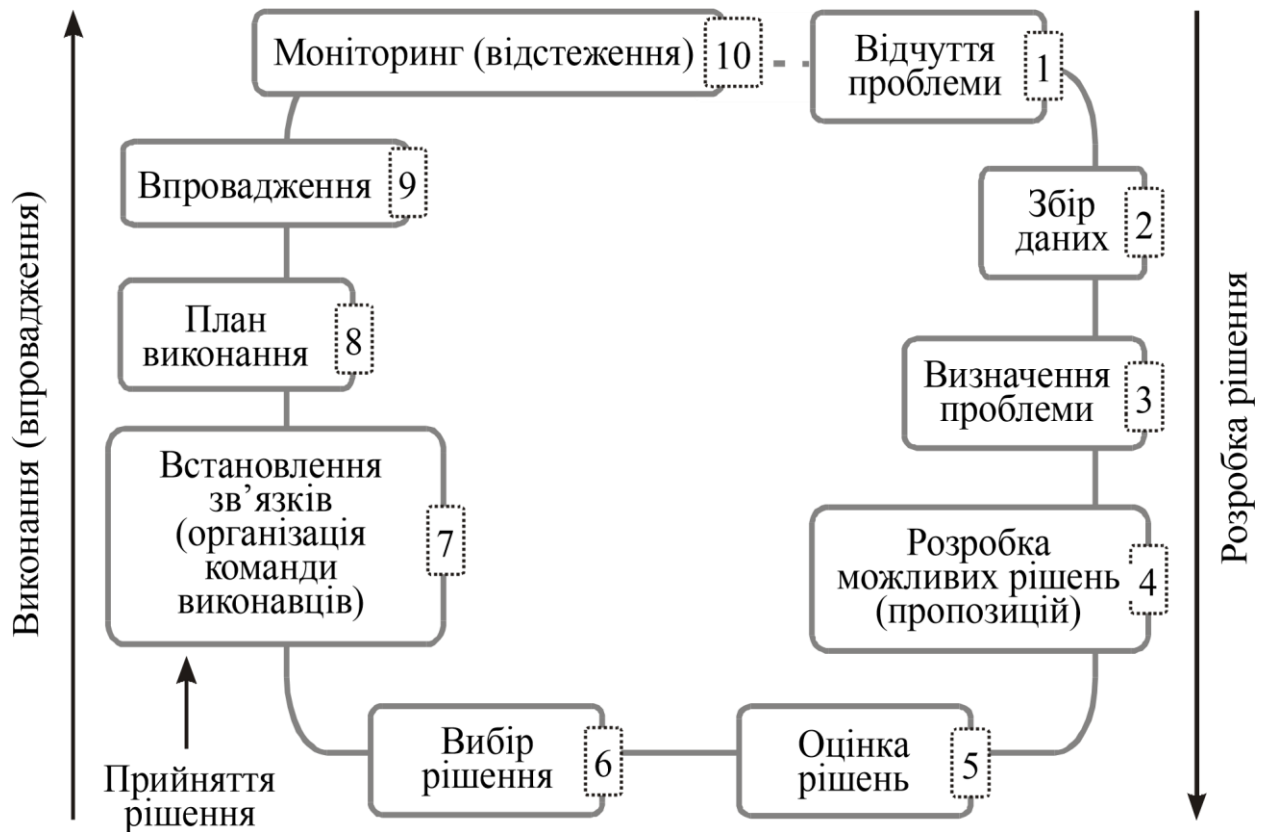 Моніторинг (відстеження)
10
Відчуття
проблеми
1
Збір
даних
2
Визначення
проблеми
3
Розробка
можливих рішень
(пропозицій)
4
Оцінка
рішень
5
Вибір
рішення
6
Встановлення
зв’язків
(організація
команди
виконавців)
7
План
виконання
8
Впровадження
9
Прийняття
рішення
Виконання (впровадження)
Розробка рішення